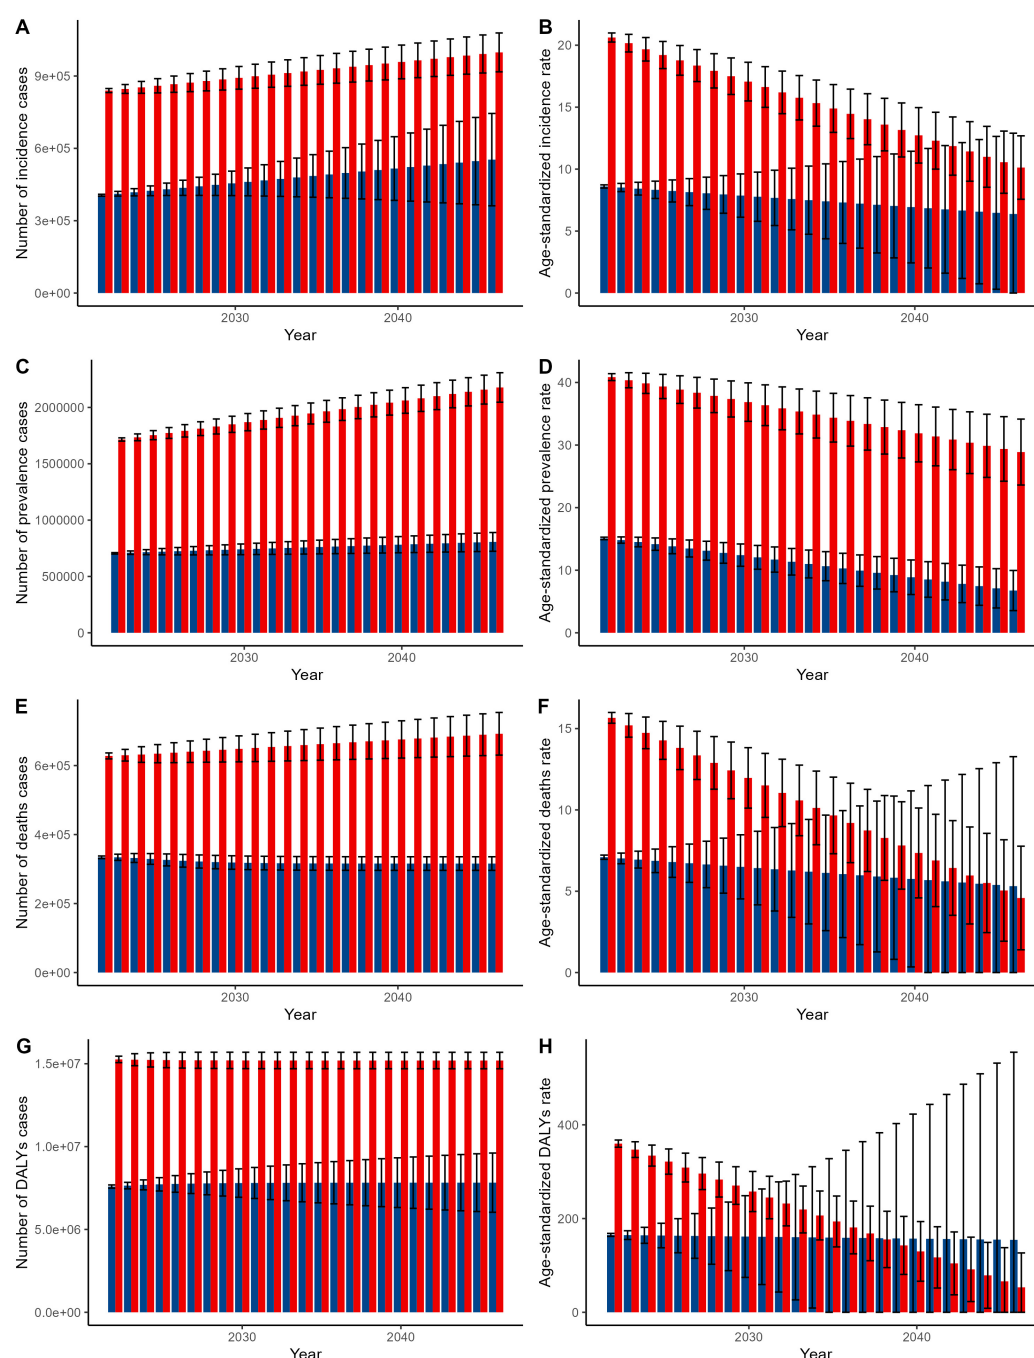 A
Number of incidence cases
9e+05
6e+05
3e+05
0e+00
2030
2040
Year
B
Age-standardized incidence rate
20
15
10
5
0
2030
2040
Year
C
Number of prevalence cases
2000000
1500000
1000000
500000
0
2030
2040
Year
D
Age-standardized prevalence rate
40
30
20
10
0
2030
2040
Year
E
Number of deaths cases
6e+05
4e+05
2e+05
0e+00
2030
2040
Year
F
Age-standardized deaths rate
15
10
5
0
2030
2040
Year
G
Number of DALYs cases
1.5e+07
1.0e+07
5.0e+06
0.0e+00
2030
2040
Year
H
Age-standardized DALYs rate
400
200
0
2030
2040
Year